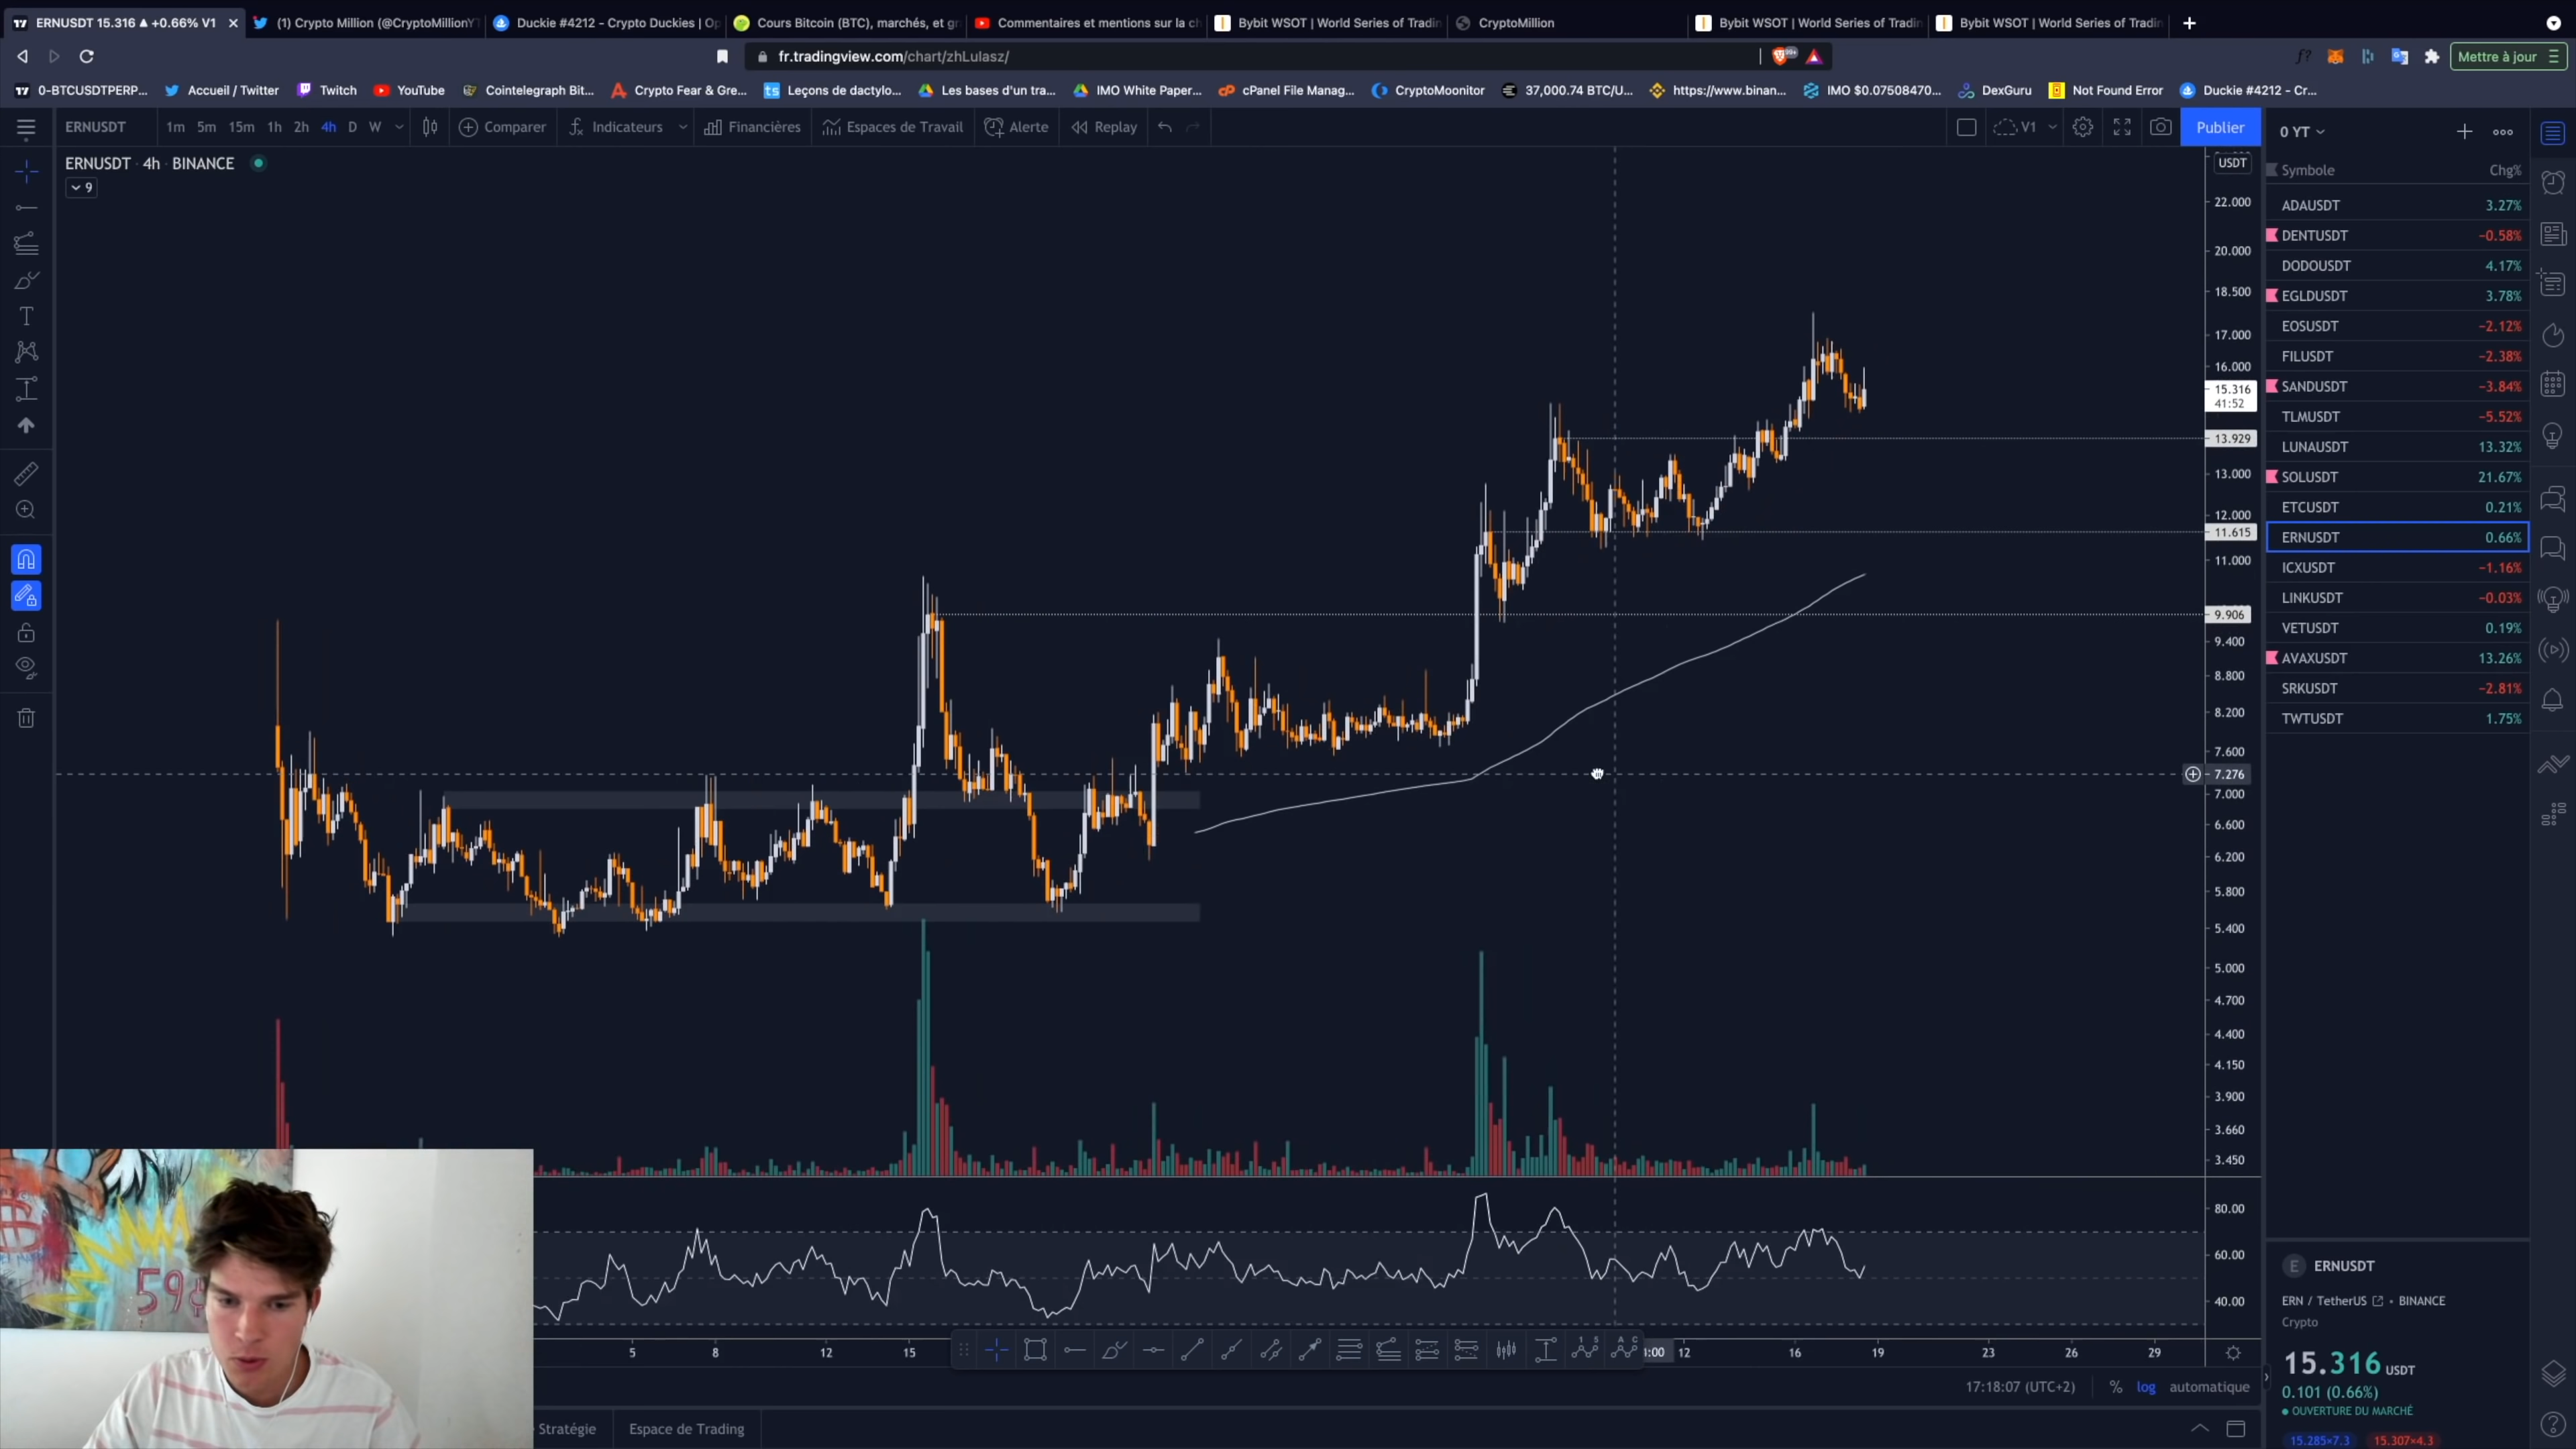 ERNUSDT 15.316 ▲ +0.66% V1
(1) Crypto Million (@CryptoMillionY
Duckie #4212 - Crypto Duckies | Op
Cours Bitcoin (BTC), marchés, et gr
Commentaires et mentions sur la ch
Bybit WSOT | World Series of Tradin
CryptoMillion
Bybit WSOT | World Series of Tradin
Bybit WSOT | World Series of Tradin
fr.tradingview.com/chart/zhLulasz/
99+
f?
Mettre à jour
0-BTCUSDTPERP...
Accueil / Twitter
Twitch
YouTube
Cointelegraph Bit...
Crypto Fear & Gre...
Leçons de dactylo...
Les bases d'un tra...
IMO White Paper...
cPanel File Manag...
CryptoMoonitor
37,000.74 BTC/U...
https://www.binan...
IMO $0.07508470...
DexGuru
Not Found Error
Duckie #4212 - Cr...
ERNUSDT
1m 5m 15m 1h 2h 4h D W
Comparer
Indicateurs
Financières
Espaces de Travail
Alerte
Replay
V1
Publier
0 YT
ERNUSDT · 4h · BINANCE
9
USDT
22.000
20.000
18.500
17.000
16.000
15.316
41:52
13.929
13.000
12.000
11.615
11.000
9.906
9.400
8.800
8.200
7.600
7.276
7.000
6.600
6.200
5.800
5.400
5.000
4.700
4.400
4.150
3.900
3.660
3.450
80.00
60.00
40.00
Symbole Chg%
ADAUSDT 3.27%
DENTUSDT −0.58%
DODOUSDT 4.17%
EGLDUSDT 3.78%
EOSUSDT −2.12%
FILUSDT −2.38%
SANDUSDT −3.84%
TLMUSDT −5.52%
LUNAUSDT 13.32%
SOLUSDT 21.67%
ETCUSDT 0.21%
ERNUSDT 0.66%
ICXUSDT −1.16%
LINKUSDT −0.03%
VETUSDT 0.19%
AVAXUSDT 13.26%
SRKUSDT −2.81%
TWTUSDT 1.75%
E ERNUSDT
ERN / TetherUS • BINANCE
Crypto
15.316 USDT
0.101 (0.66%)
OUVERTURE DU MARCHÉ
15.285×7.3 15.307×4.3
59¢
5 8 12 15 12 16 19 23 26 29
17:18:07 (UTC+2) % log automatique
Stratégie Espace de Trading